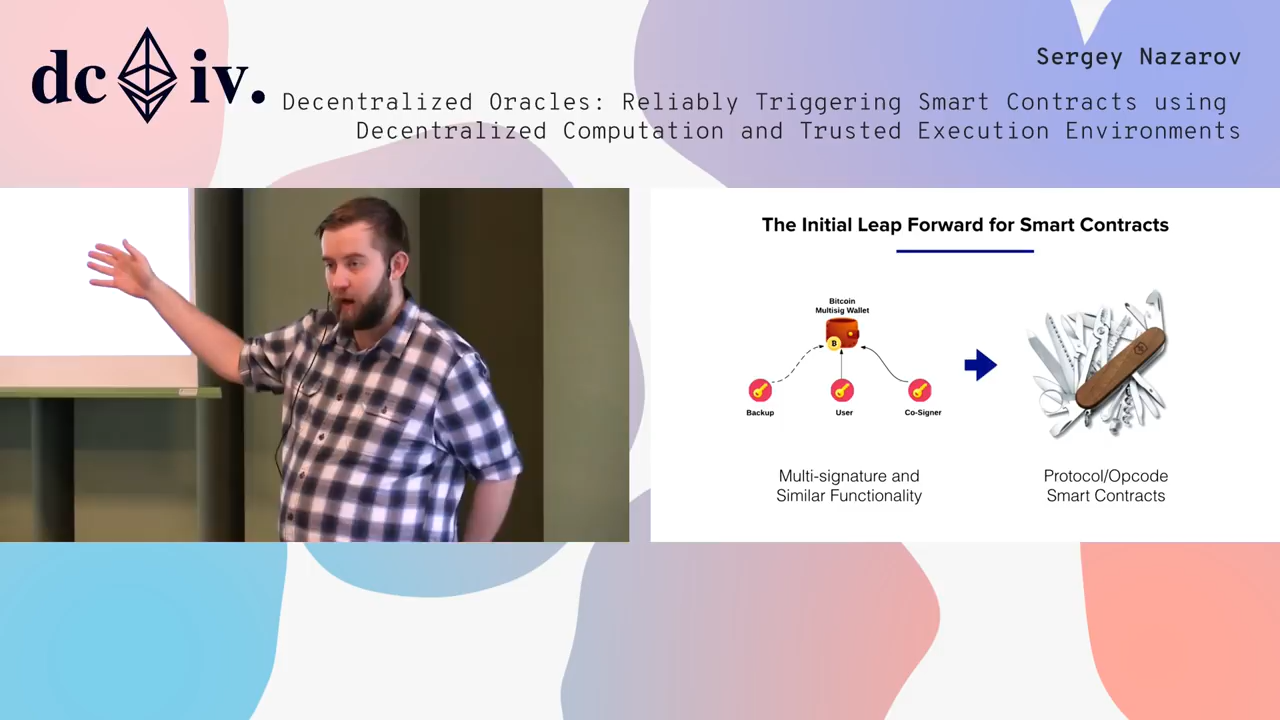 dc iv.
Sergey Nazarov
Decentralized Oracles: Reliably Triggering Smart Contracts using
Decentralized Computation and Trusted Execution Environments
The Initial Leap Forward for Smart Contracts
Bitcoin
Multisig Wallet
B
Backup
User
Co-Signer
Multi-signature and
Similar Functionality
Protocol/Opcode
Smart Contracts